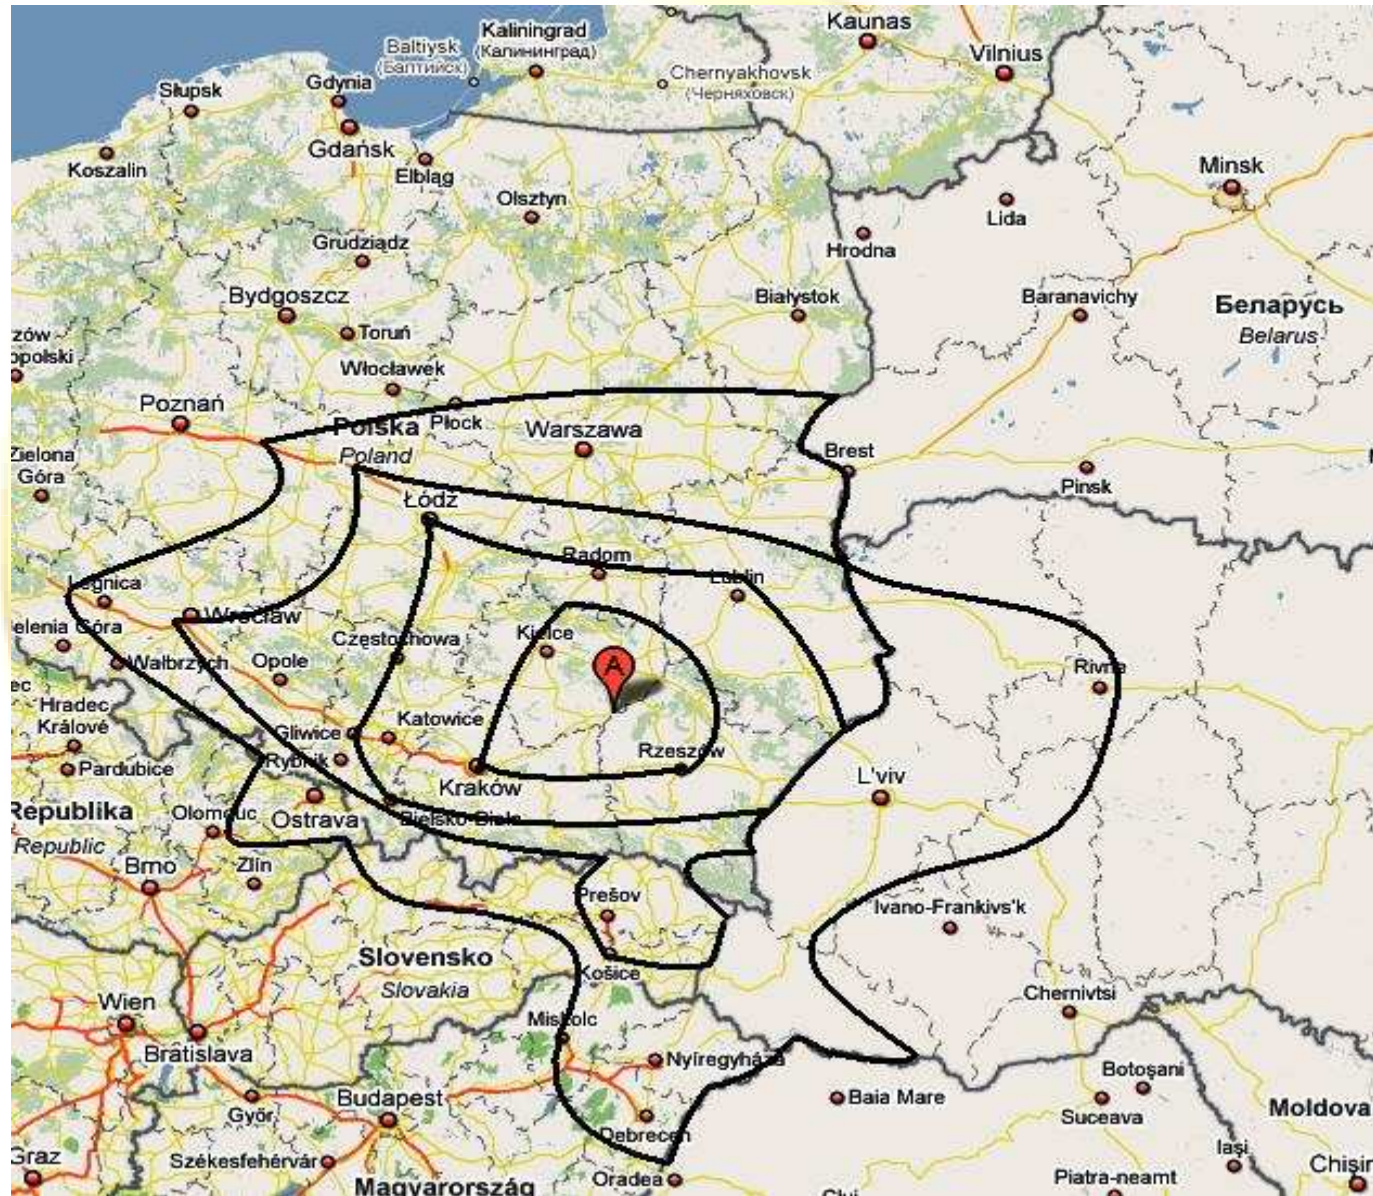 Kaunas
Kaliningrad
(Калининград)
Baltiysk
(Балтийск)
Vilnius
Chernyakhovsk
(Черняховск)
Gdynia
Słupsk
Gdańsk
Koszalin
Elbląg
Minsk
Olsztyn
Lida
Grudziądz
Hrodna
Bydgoszcz
Białystok
Baranavichy
Беларусь
Belarus
Toruń
Włocławek
Poznań
Płock
Polska
Poland
Warszawa
Zielona
Góra
Brest
Pinsk
Łódź
Radom
Lublin
Legnica
Wrocław
elenia Góra
Kielce
Częstochowa
Wałbrzych
Opole
A
Rivne
Hradec
Králové
Gliwice
Katowice
Rybnik
Rzeszów
Pardubice
Kraków
L'viv
Republika
Republic
Olomouc
Ostrava
Bielsko-Biała
Brno
Zlín
Prešov
Ivano-Frankivs'k
Slovensko
Slovakia
Košice
Chernivtsi
Wien
Miskolc
Bratislava
Nyíregyháza
Botoşani
Győr
Budapest
Baia Mare
Suceava
Moldova
Debrecen
Graz
Székesfehérvár
Iaşi
Oradea
Piatra-neamt
Chişin
Magyarország